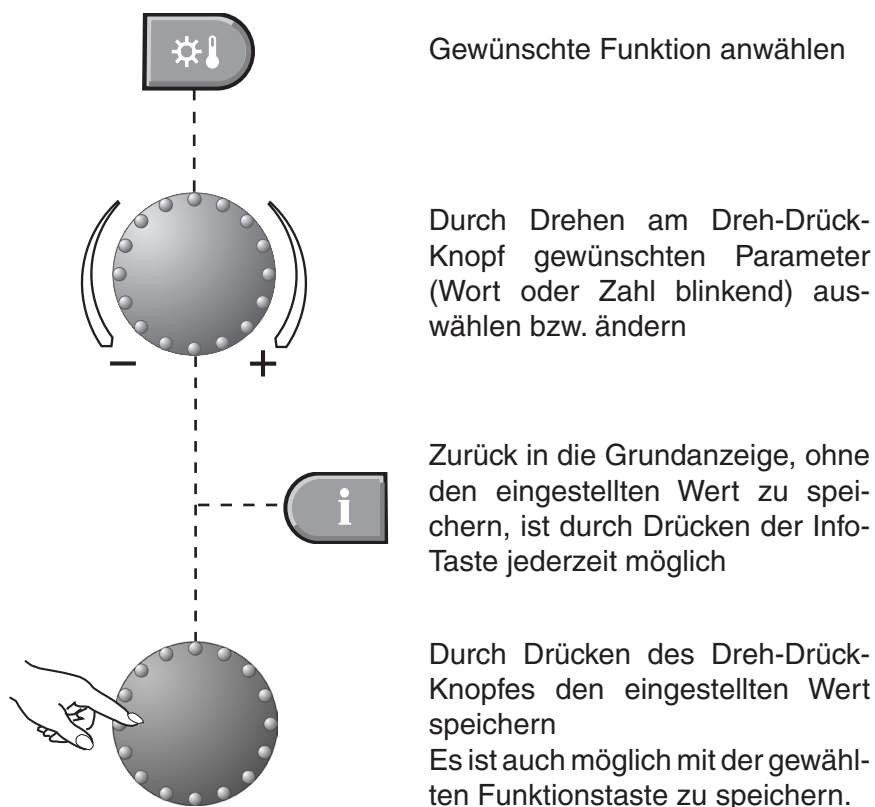 Gewünschte Funktion anwählen
Durch Drehen am Dreh-Drück-
Knopf gewünschten Parameter
(Wort oder Zahl blinkend) aus-
wählen bzw. ändern
− +
Zurück in die Grundanzeige, ohne
den eingestellten Wert zu spei-
chern, ist durch Drücken der Info-
Taste jederzeit möglich
i
Durch Drücken des Dreh-Drück-
Knopfes den eingestellten Wert
speichern
Es ist auch möglich mit der gewähl-
ten Funktionstaste zu speichern.